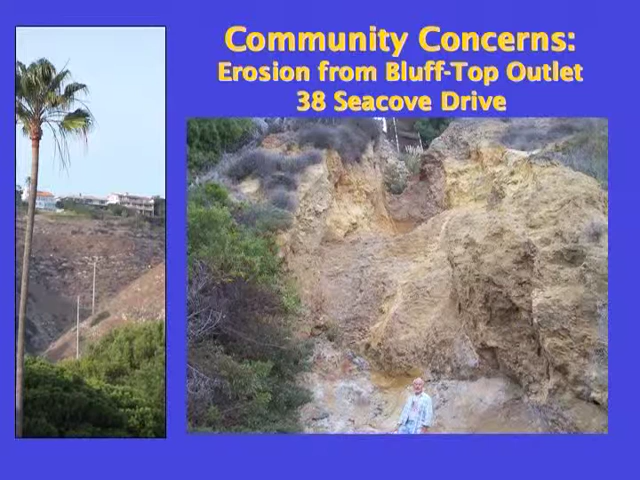 Community Concerns:
Erosion from Bluff-Top Outlet
38 Seacove Drive